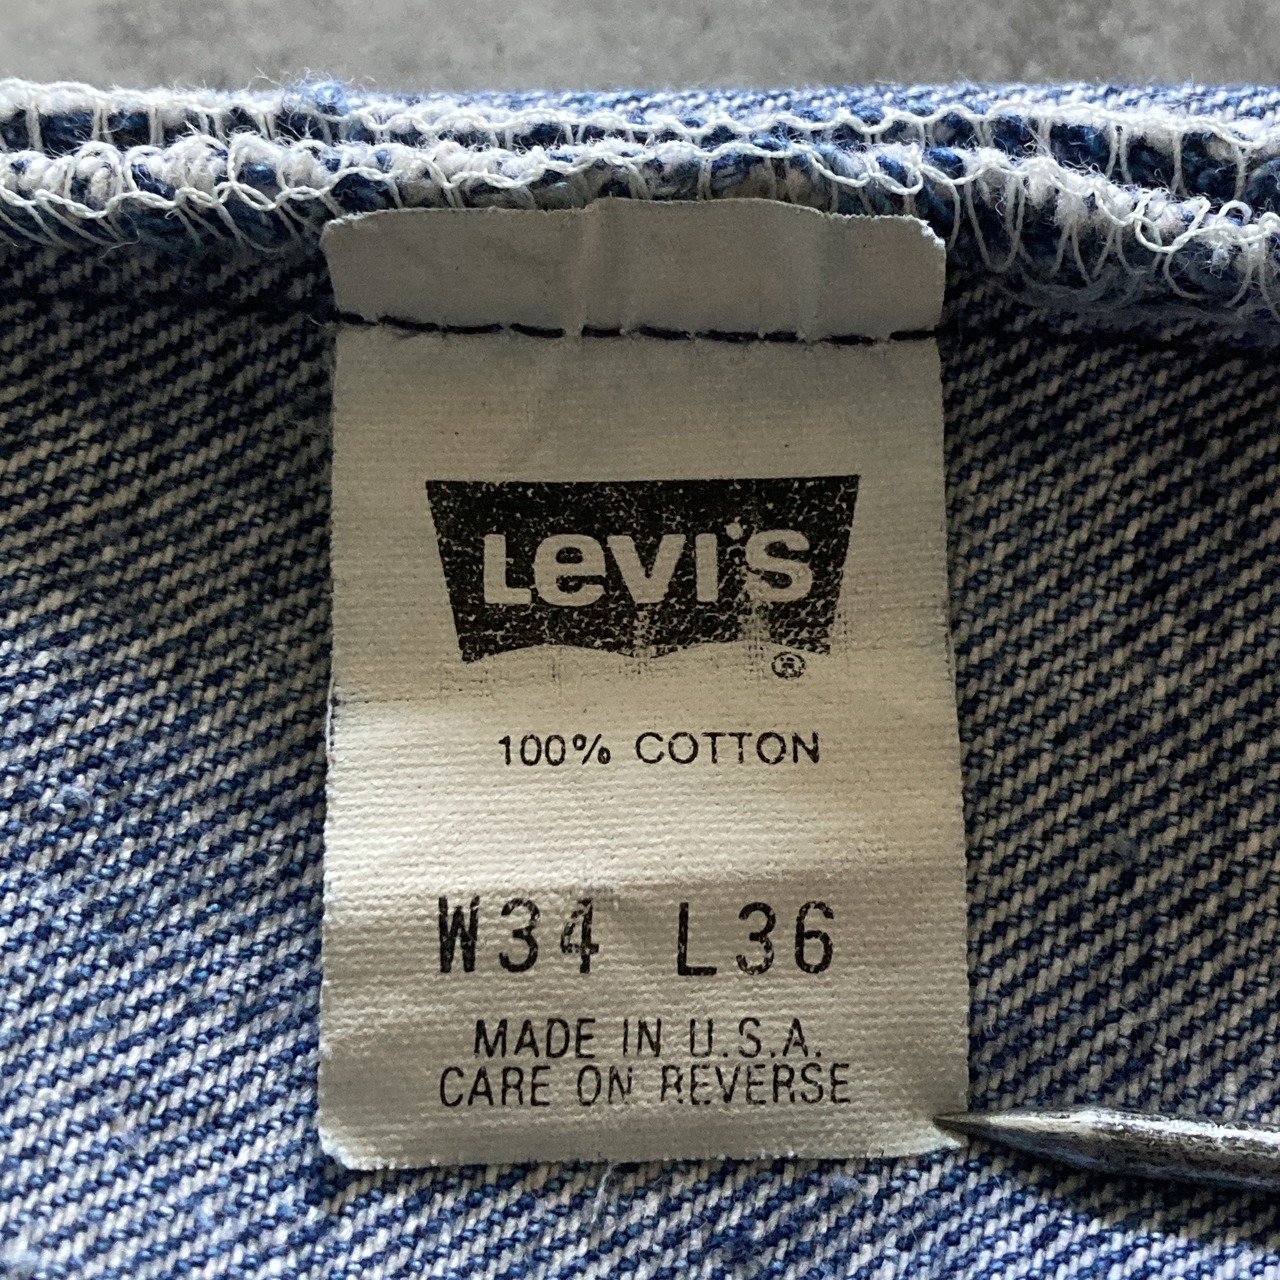 Levi's
®
100% COTTON
W34 L36
MADE IN U.S.A.
CARE ON REVERSE